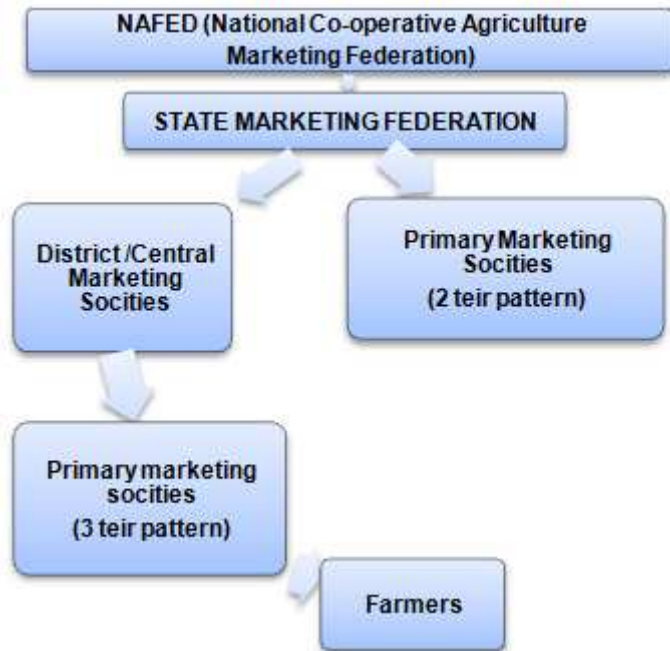 NAFED (National Co-operative Agriculture
Marketing Federation)
STATE MARKETING FEDERATION
District /Central
Marketing
Socities
Primary Marketing
Socities
(2 teir pattern)
Primary marketing
socities
(3 teir pattern)
Farmers